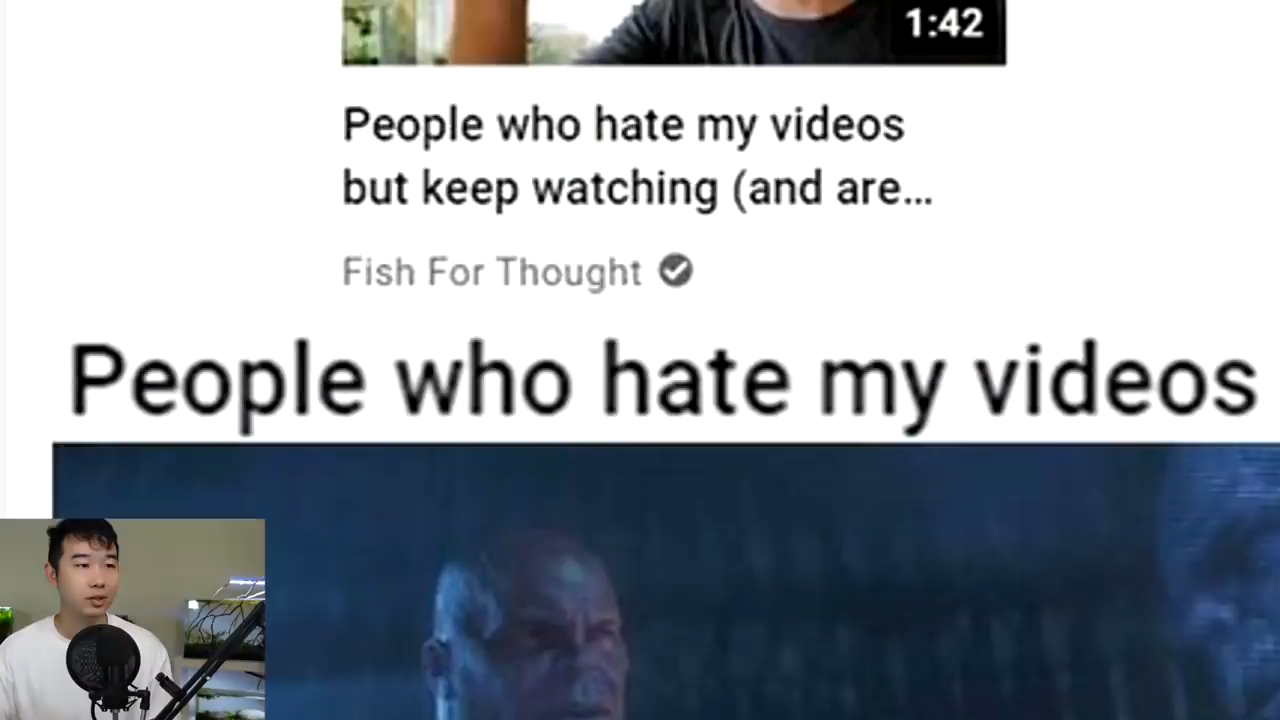 1:42
People who hate my videos
but keep watching (and are...
Fish For Thought
People who hate my videos